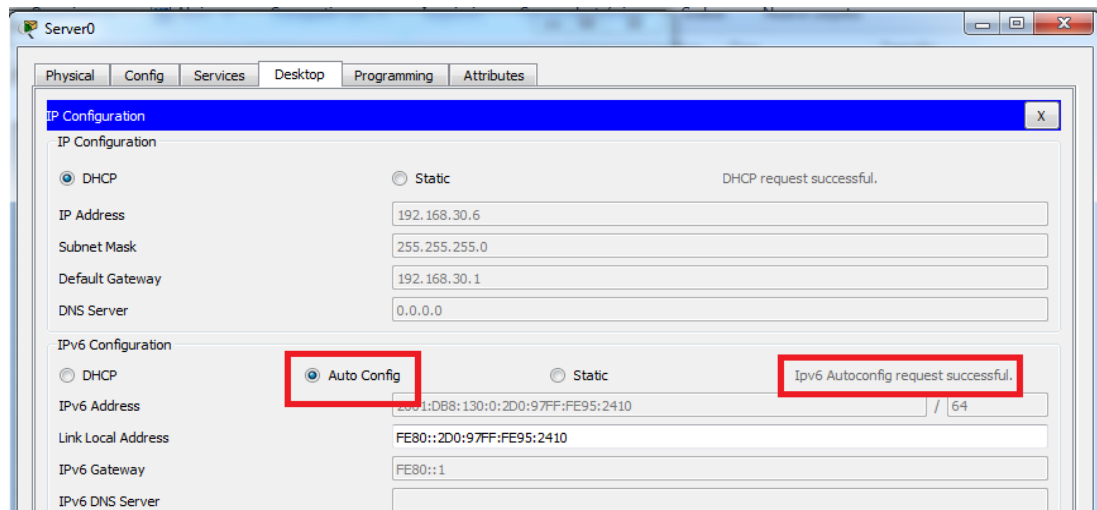 Server0
Physical Config Services Desktop Programming Attributes
IP Configuration X
IP Configuration
DHCP Static DHCP request successful.
IP Address 192.168.30.6
Subnet Mask 255.255.255.0
Default Gateway 192.168.30.1
DNS Server 0.0.0.0
IPv6 Configuration
DHCP Auto Config Static Ipv6 Autoconfig request successful.
IPv6 Address 2001:DB8:130:0:2D0:97FF:FE95:2410 / 64
Link Local Address FE80::2D0:97FF:FE95:2410
IPv6 Gateway FE80::1
IPv6 DNS Server